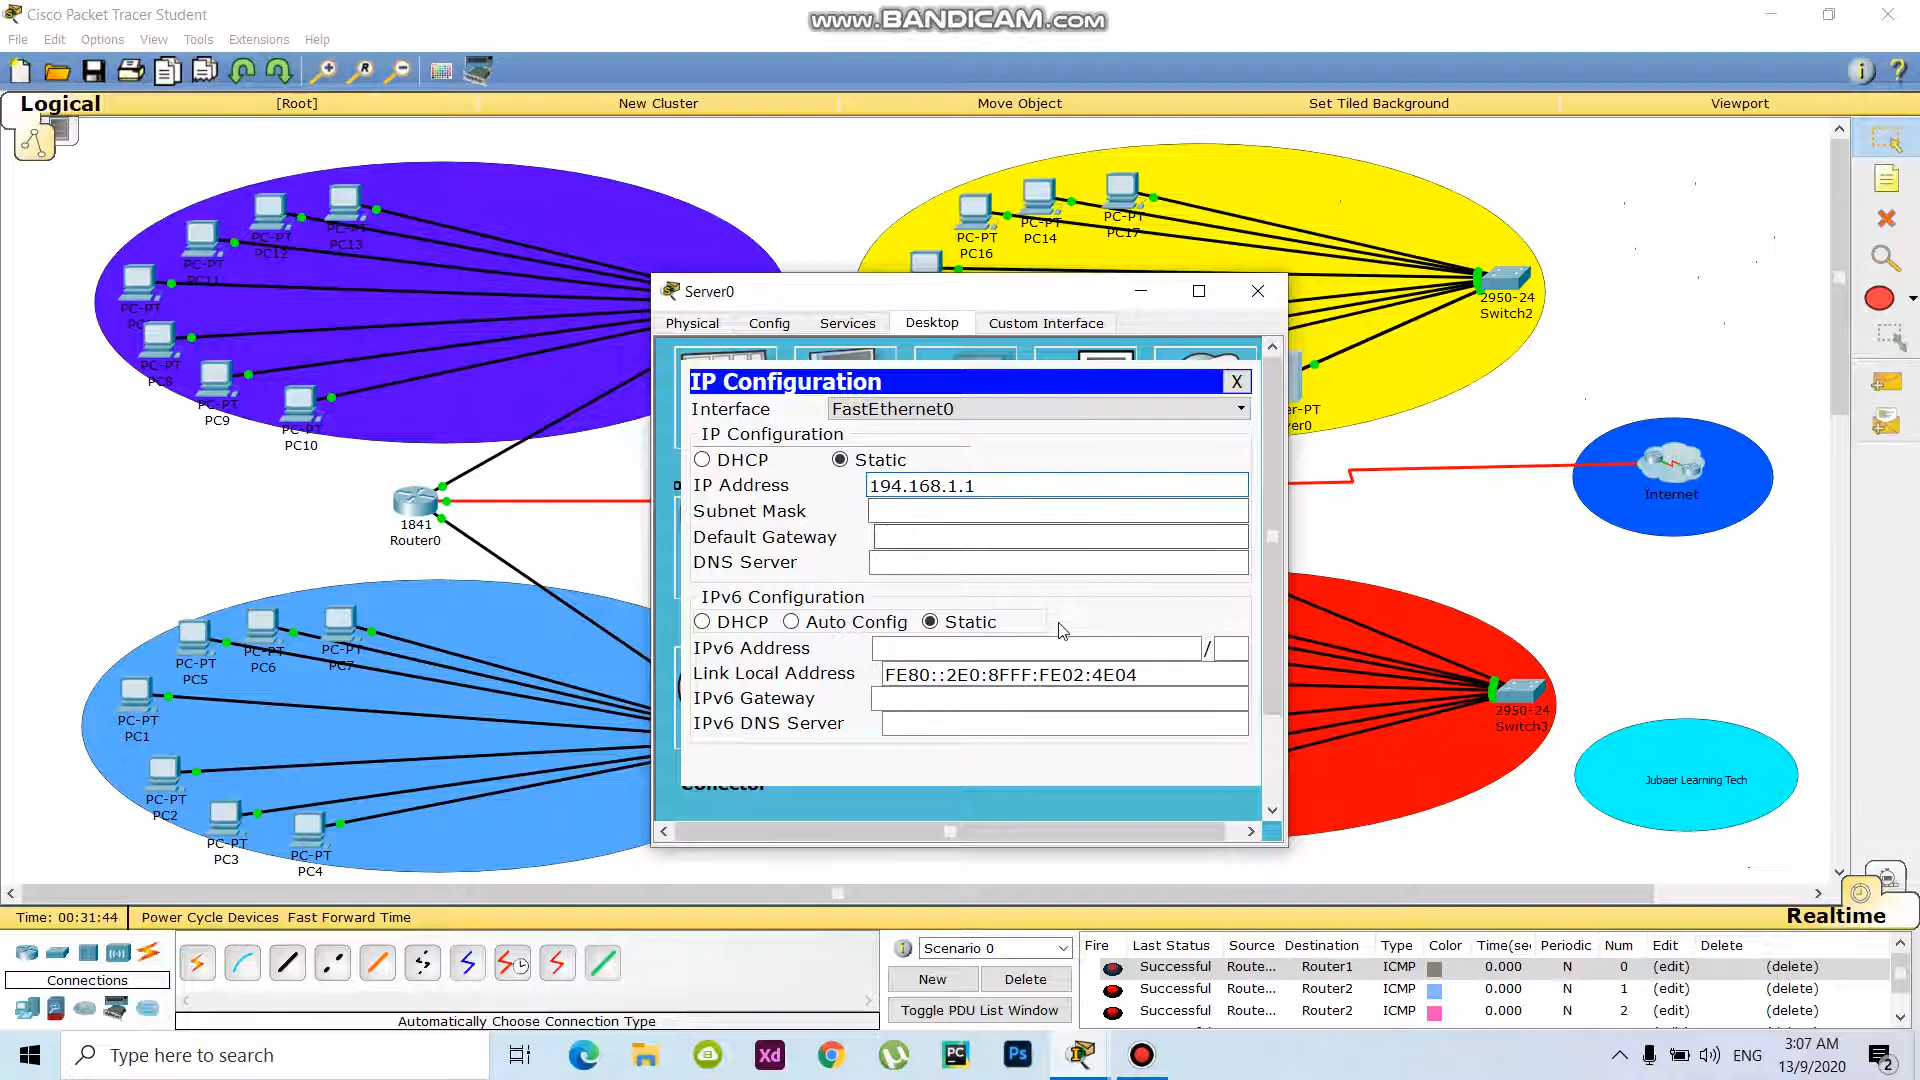 Cisco Packet Tracer Student
www.BANDICAM.com
File Edit Options View Tools Extensions Help
Logical [Root] New Cluster Move Object Set Tiled Background Viewport
PC-PT
PC13
PC-PT
PC12
PC-PT
PC11
PC-PT
PC-PT
PC8
PC-PT
PC9
PC-PT
PC10
PC-PT
PC16
PC-PT
PC14
PC-PT
PC17
2950-24
Switch2
1841
Router0
Internet
PC-PT
PC5
PC-PT
PC6
PC-PT
PC7
PC-PT
PC1
PC-PT
PC2
PC-PT
PC3
PC-PT
PC4
2950-24
Switch3
Jubaer Learning Tech
er-PT
er0
Server0
Physical Config Services Desktop Custom Interface
IP Configuration X
Interface FastEthernet0
IP Configuration
DHCP Static
IP Address 194.168.1.1
Subnet Mask
Default Gateway
DNS Server
IPv6 Configuration
DHCP Auto Config Static
IPv6 Address /
Link Local Address FE80::2E0:8FFF:FE02:4E04
IPv6 Gateway
IPv6 DNS Server
Time: 00:31:44 Power Cycle Devices Fast Forward Time Realtime
Connections
Automatically Choose Connection Type
Scenario 0
New Delete
Toggle PDU List Window
Fire Last Status Source Destination Type Color Time(sec Periodic Num Edit Delete
Successful Route... Router1 ICMP 0.000 N 0 (edit) (delete)
Successful Route... Router2 ICMP 0.000 N 1 (edit) (delete)
Successful Route... Router2 ICMP 0.000 N 2 (edit) (delete)
Type here to search
ENG
3:07 AM
13/9/2020
2